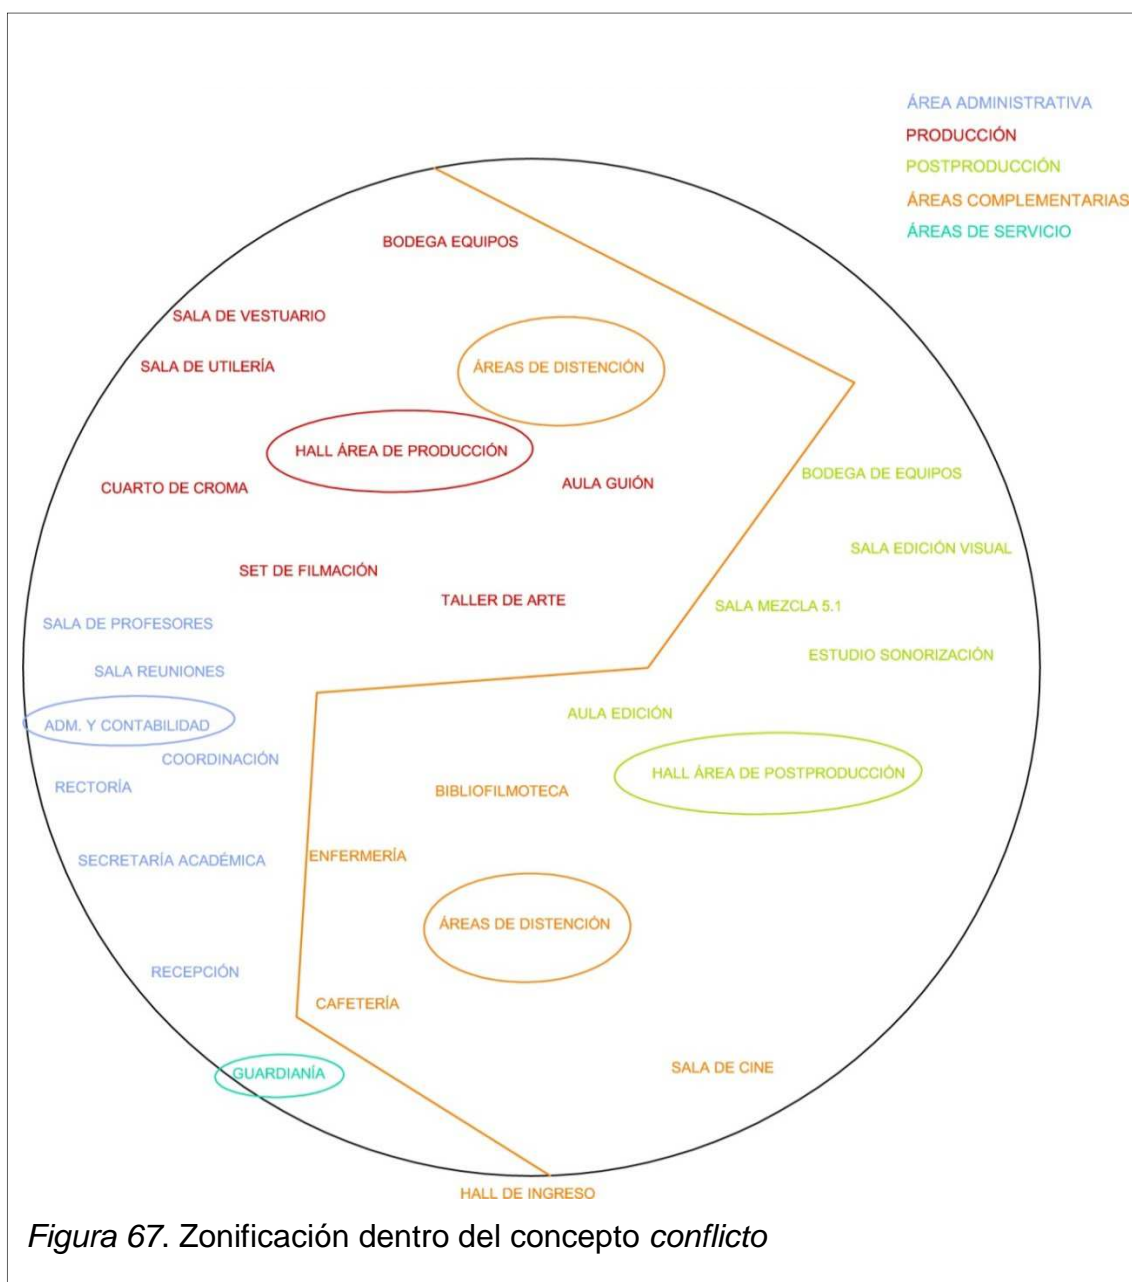 ÁREA ADMINISTRATIVA
PRODUCCIÓN
POSTPRODUCCIÓN
ÁREAS COMPLEMENTARIAS
ÁREAS DE SERVICIO
BODEGA EQUIPOS
SALA DE VESTUARIO
SALA DE UTILERÍA
ÁREAS DE DISTENCIÓN
HALL ÁREA DE PRODUCCIÓN
CUARTO DE CROMA
AULA GUIÓN
BODEGA DE EQUIPOS
SALA EDICIÓN VISUAL
SET DE FILMACIÓN
TALLER DE ARTE
SALA MEZCLA 5.1
SALA DE PROFESORES
ESTUDIO SONORIZACIÓN
SALA REUNIONES
ADM. Y CONTABILIDAD
AULA EDICIÓN
COORDINACIÓN
HALL ÁREA DE POSTPRODUCCIÓN
RECTORÍA
BIBLIOFILMOTECA
SECRETARÍA ACADÉMICA
ENFERMERÍA
ÁREAS DE DISTENCIÓN
RECEPCIÓN
CAFETERÍA
GUARDIANÍA
SALA DE CINE
HALL DE INGRESO
Figura 67. Zonificación dentro del concepto conflicto